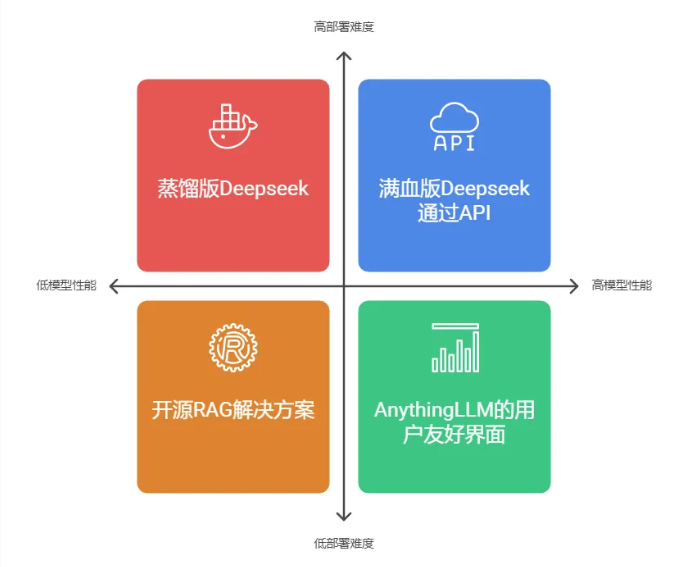 高部署难度
API
蒸馏版Deepseek
满血版Deepseek
通过API
低模型性能
高模型性能
R
开源RAG解决方案
AnythingLLM的用
户友好界面
低部署难度